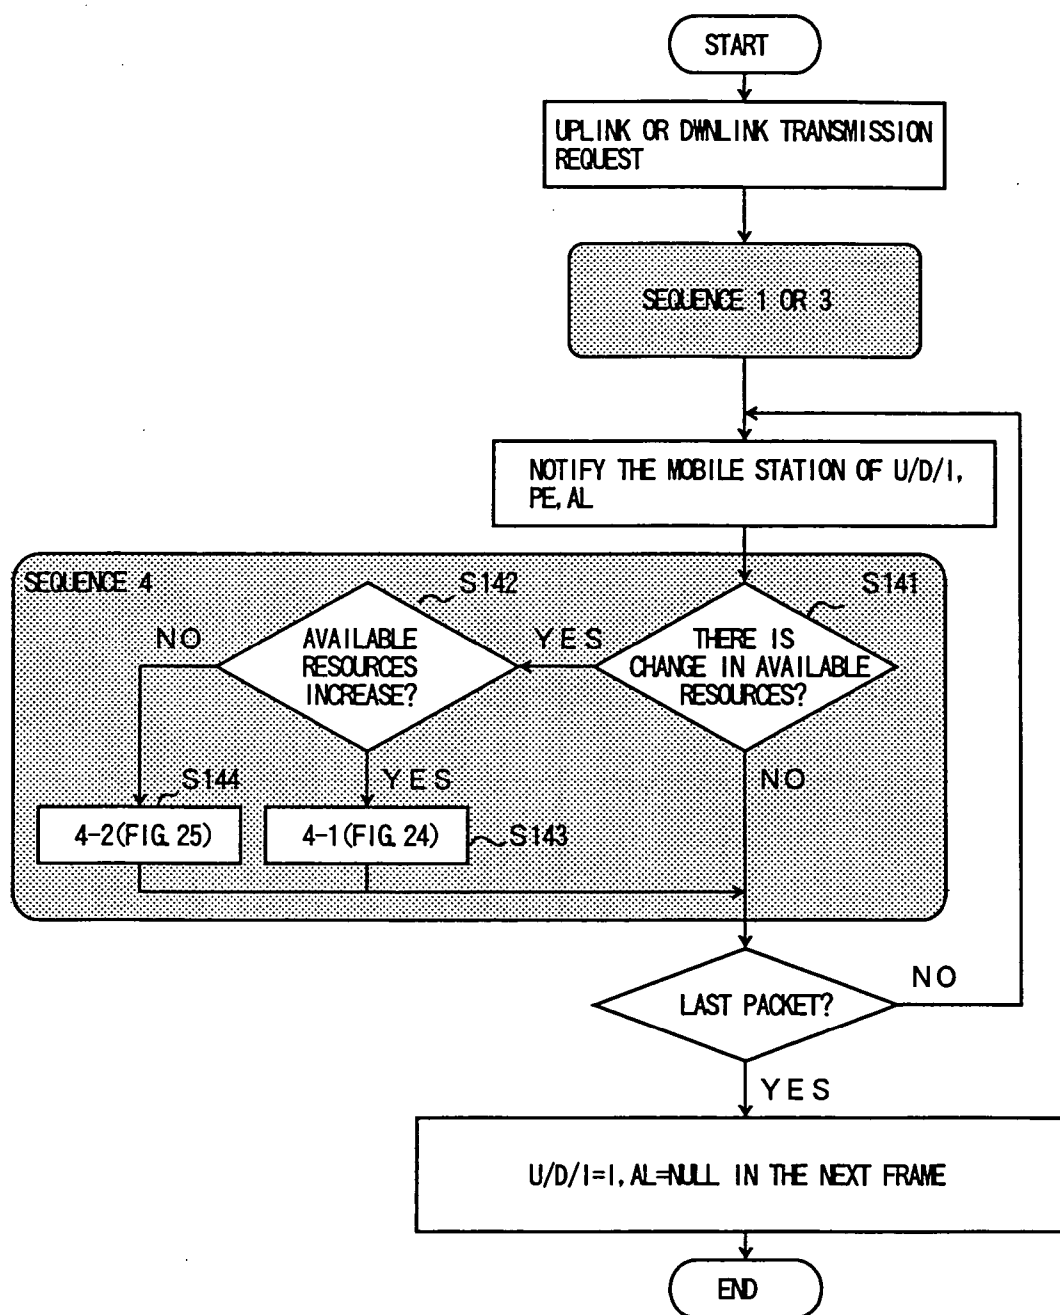 START
UPLINK OR DWNLINK TRANSMISSION
REQUEST
SEQUENCE 1 OR 3
NOTIFY THE MOBILE STATION OF U/D/I,
PE, AL
SEQUENCE 4
S142
S141
NO
AVAILABLE
RESOURCES
INCREASE?
YES
THERE IS
CHANGE IN AVAILABLE
RESOURCES?
S144
YES
NO
4-2(FIG. 25)
4-1(FIG. 24)
S143
LAST PACKET?
NO
YES
U/D/I=I, AL=NULL IN THE NEXT FRAME
END